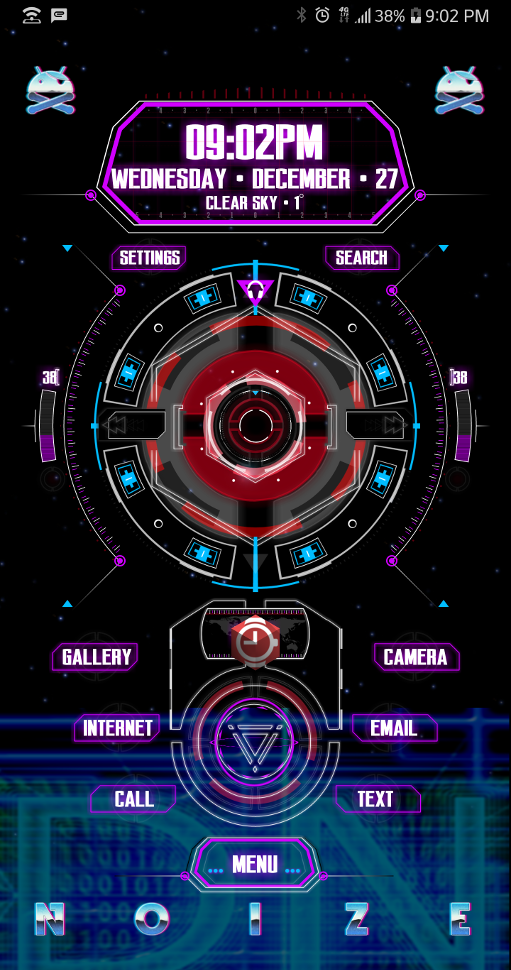 4G 38% 9:02 PM
09:02PM
WEDNESDAY • DECEMBER • 27
CLEAR SKY • 1°
SETTINGS SEARCH
38 38
GALLERY CAMERA
INTERNET EMAIL
CALL TEXT
... MENU ...
N O I Z E